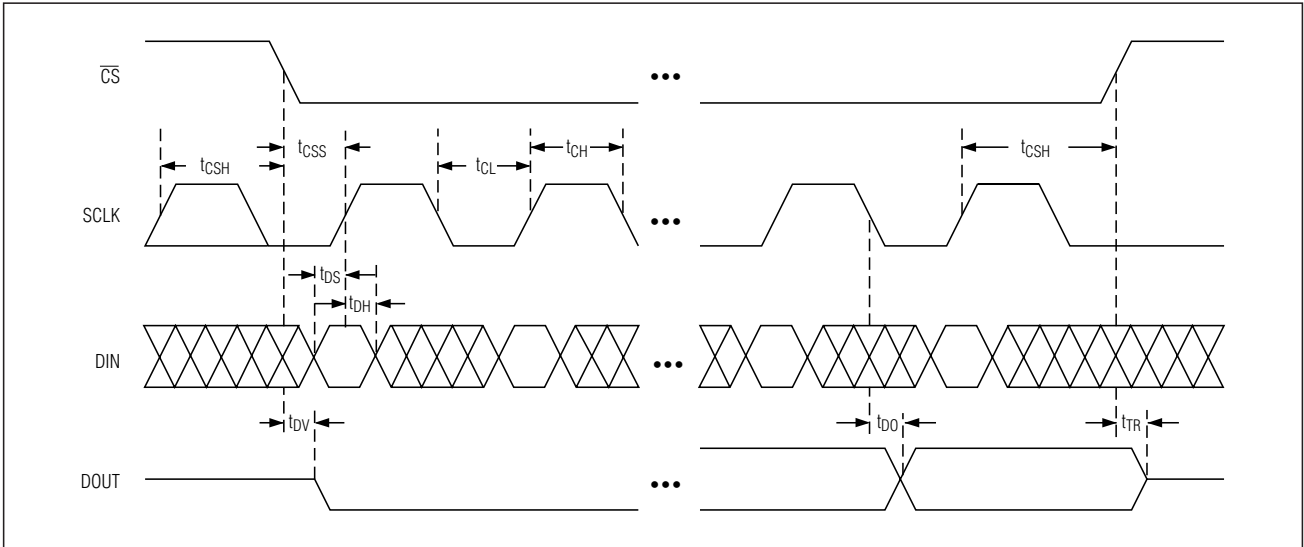 CS
•••
tCSH
tCSS
tCL
tCH
tCSH
SCLK
•••
tDS
tDH
DIN
•••
tDV
tDO
tTR
DOUT
•••